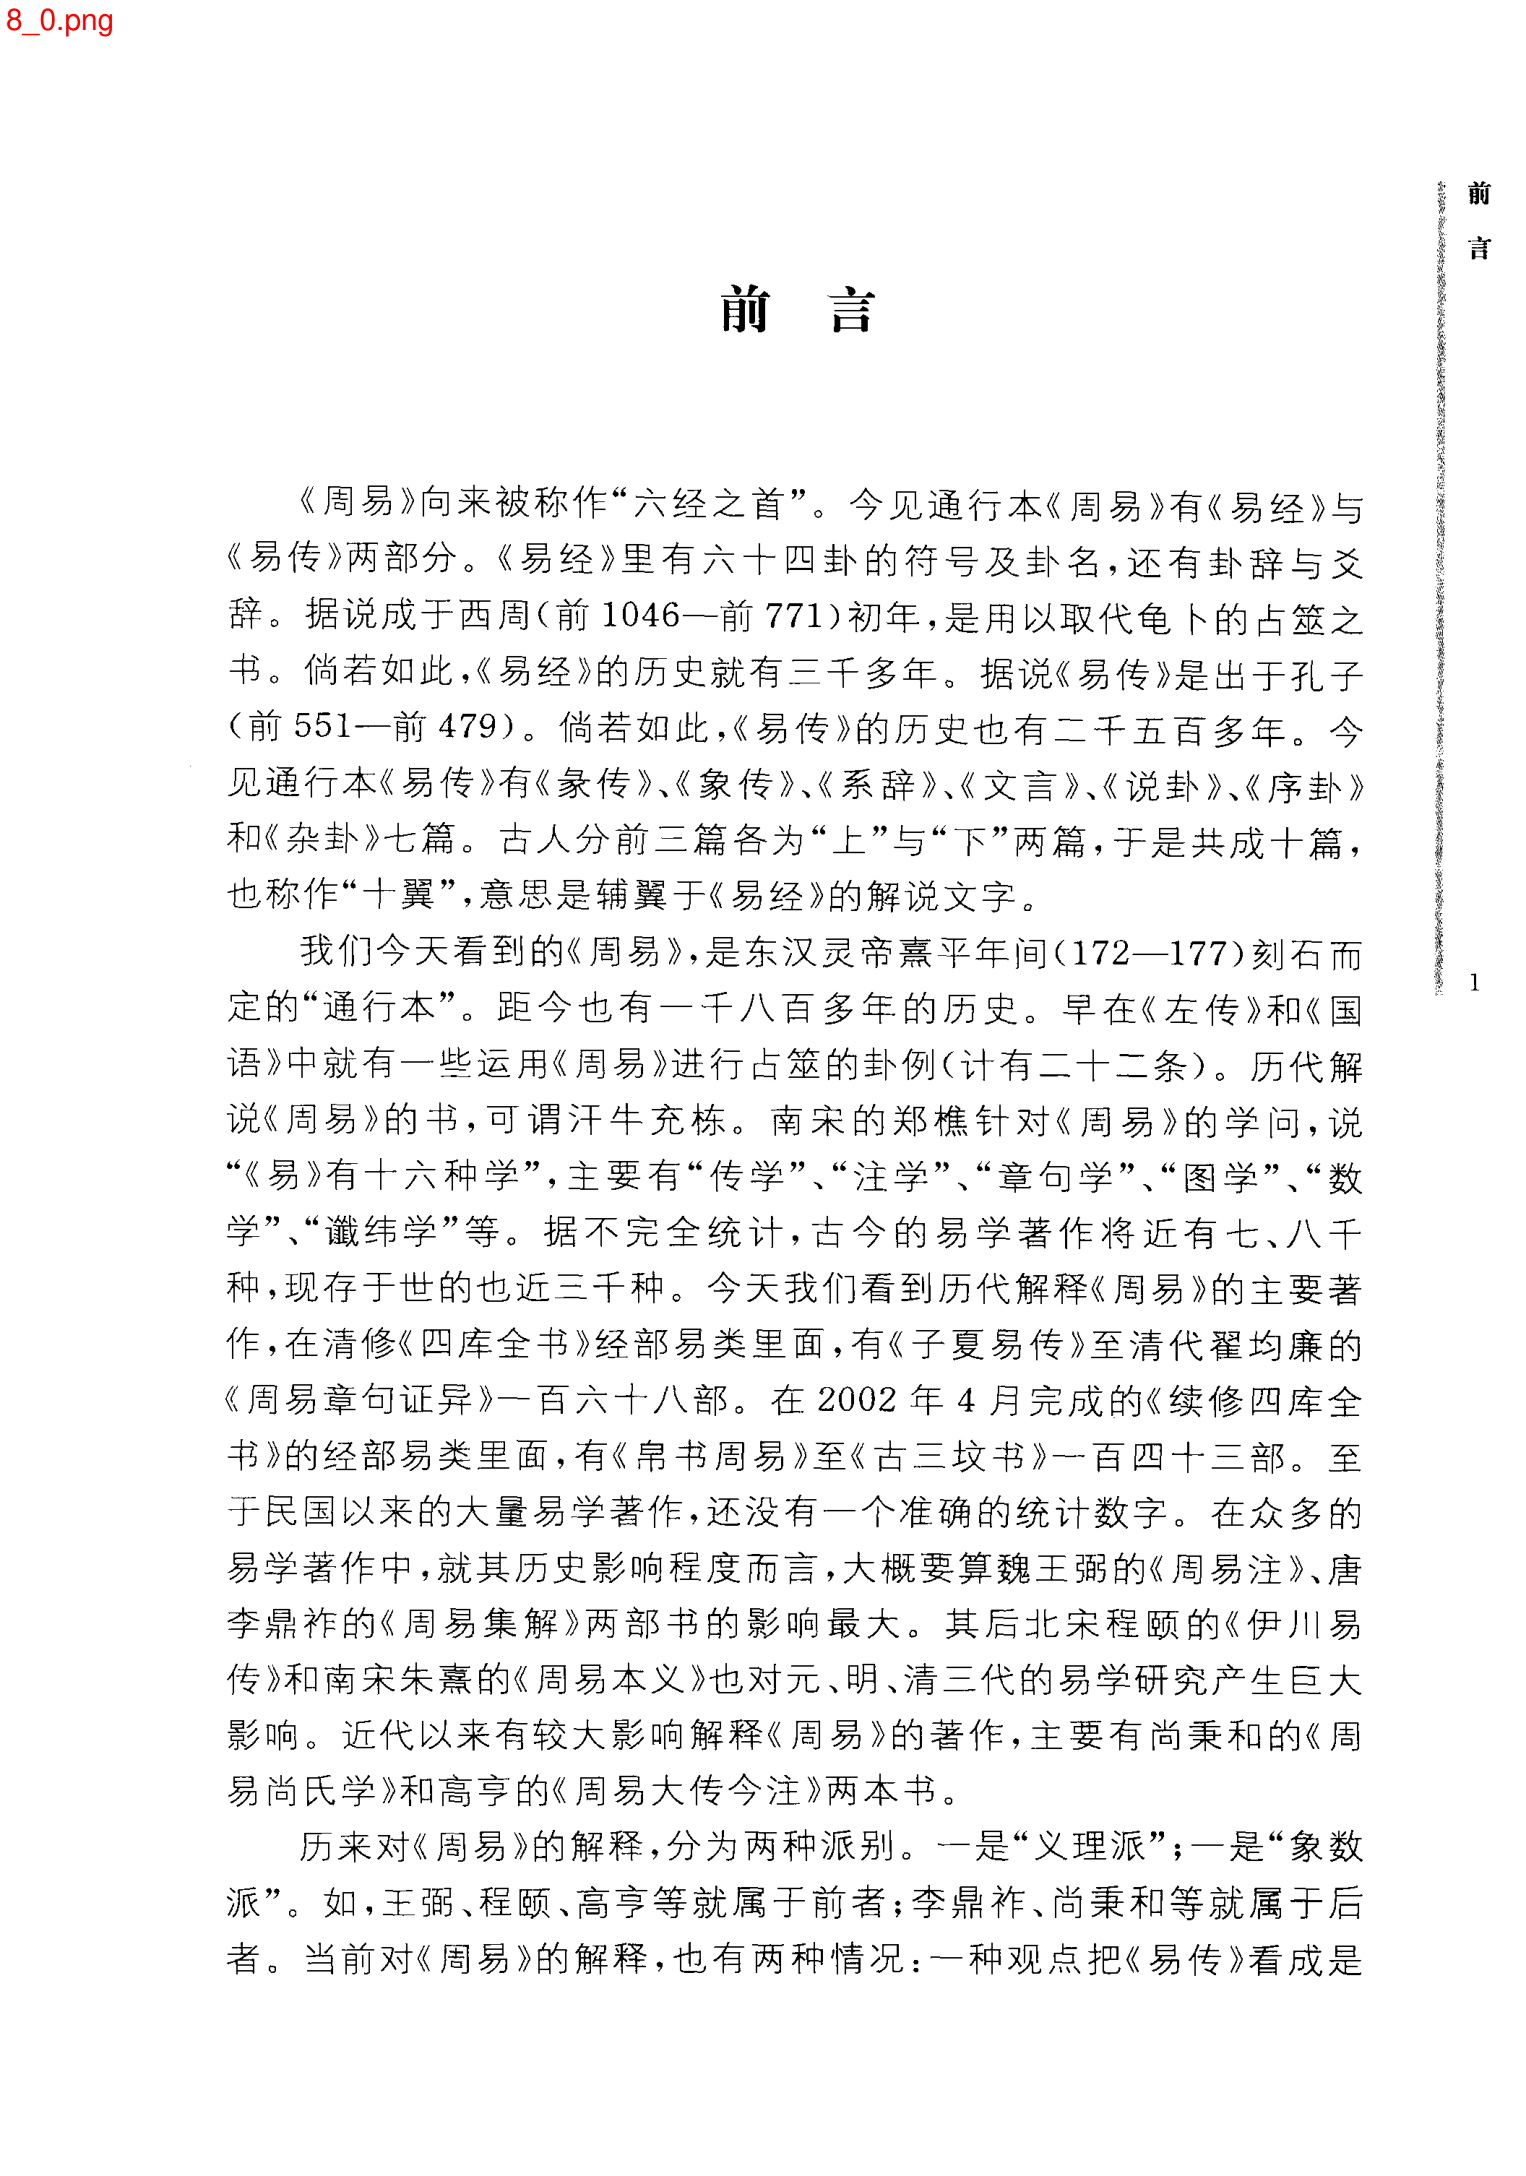 8_0.png
前
言
前 言
《周易》向来被称作“六经之首”。今见通行本《周易》有《易经》与
《易传》两部分。《易经》里有六十四卦的符号及卦名,还有卦辞与爻
辞。据说成于西周(前 1046—前 771)初年,是用以取代龟卜的占筮之
书。倘若如此,《易经》的历史就有三千多年。据说《易传》是出于孔子
(前 551—前 479)。倘若如此,《易传》的历史也有二千五百多年。今
见通行本《易传》有《彖传》、《象传》、《系辞》、《文言》、《说卦》、《序卦》
和《杂卦》七篇。古人分前三篇各为“上”与“下”两篇,于是共成十篇,
也称作“十翼”,意思是辅翼于《易经》的解说文字。
我们今天看到的《周易》,是东汉灵帝熹平年间(172—177)刻石而
定的“通行本”。距今也有一千八百多年的历史。早在《左传》和《国
语》中就有一些运用《周易》进行占筮的卦例(计有二十二条)。历代解
说《周易》的书,可谓汗牛充栋。南宋的郑樵针对《周易》的学问,说
“《易》有十六种学”,主要有“传学”、“注学”、“章句学”、“图学”、“数
学”、“谶纬学”等。据不完全统计,古今的易学著作将近有七、八千
种,现存于世的也近三千种。今天我们看到历代解释《周易》的主要著
作,在清修《四库全书》经部易类里面,有《子夏易传》至清代翟均廉的
《周易章句证异》一百六十八部。在 2002 年 4 月完成的《续修四库全
书》的经部易类里面,有《帛书周易》至《古三坟书》一百四十三部。至
于民国以来的大量易学著作,还没有一个准确的统计数字。在众多的
易学著作中,就其历史影响程度而言,大概要算魏王弼的《周易注》、唐
李鼎祚的《周易集解》两部书的影响最大。其后北宋程颐的《伊川易
传》和南宋朱熹的《周易本义》也对元、明、清三代的易学研究产生巨大
影响。近代以来有较大影响解释《周易》的著作,主要有尚秉和的《周
易尚氏学》和高亨的《周易大传今注》两本书。
历来对《周易》的解释,分为两种派别。一是“义理派”;一是“象数
派”。如,王弼、程颐、高亨等就属于前者;李鼎祚、尚秉和等就属于后
者。当前对《周易》的解释,也有两种情况:一种观点把《易传》看成是
1